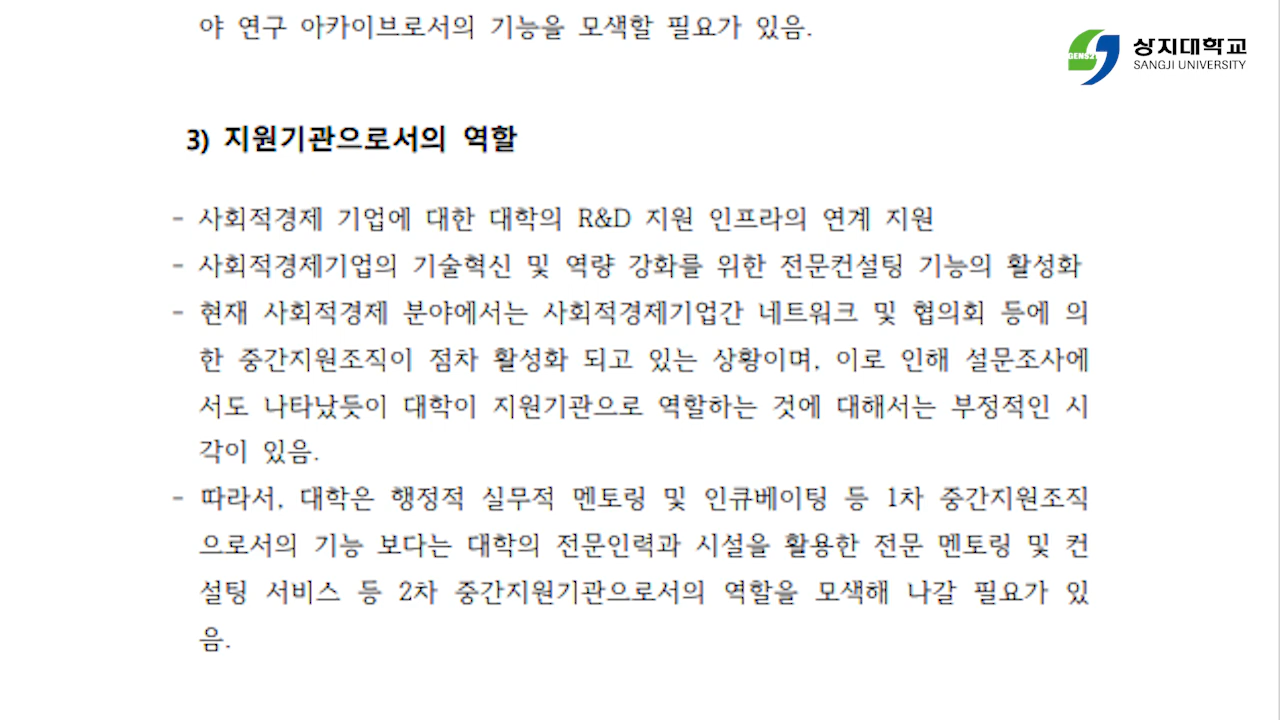 야 연구 아카이브로서의 기능을 모색할 필요가 있음.
상지대학교
SANGJI UNIVERSITY
3) 지원기관으로서의 역할
- 사회적경제 기업에 대한 대학의 R&D 지원 인프라의 연계 지원
- 사회적경제기업의 기술혁신 및 역량 강화를 위한 전문컨설팅 기능의 활성화
- 현재 사회적경제 분야에서는 사회적경제기업간 네트워크 및 협의회 등에 의
한 중간지원조직이 점차 활성화 되고 있는 상황이며, 이로 인해 설문조사에
서도 나타났듯이 대학이 지원기관으로 역할하는 것에 대해서는 부정적인 시
각이 있음.
- 따라서, 대학은 행정적 실무적 멘토링 및 인큐베이팅 등 1차 중간지원조직
으로서의 기능 보다는 대학의 전문인력과 시설을 활용한 전문 멘토링 및 컨
설팅 서비스 등 2차 중간지원기관으로서의 역할을 모색해 나갈 필요가 있
음.